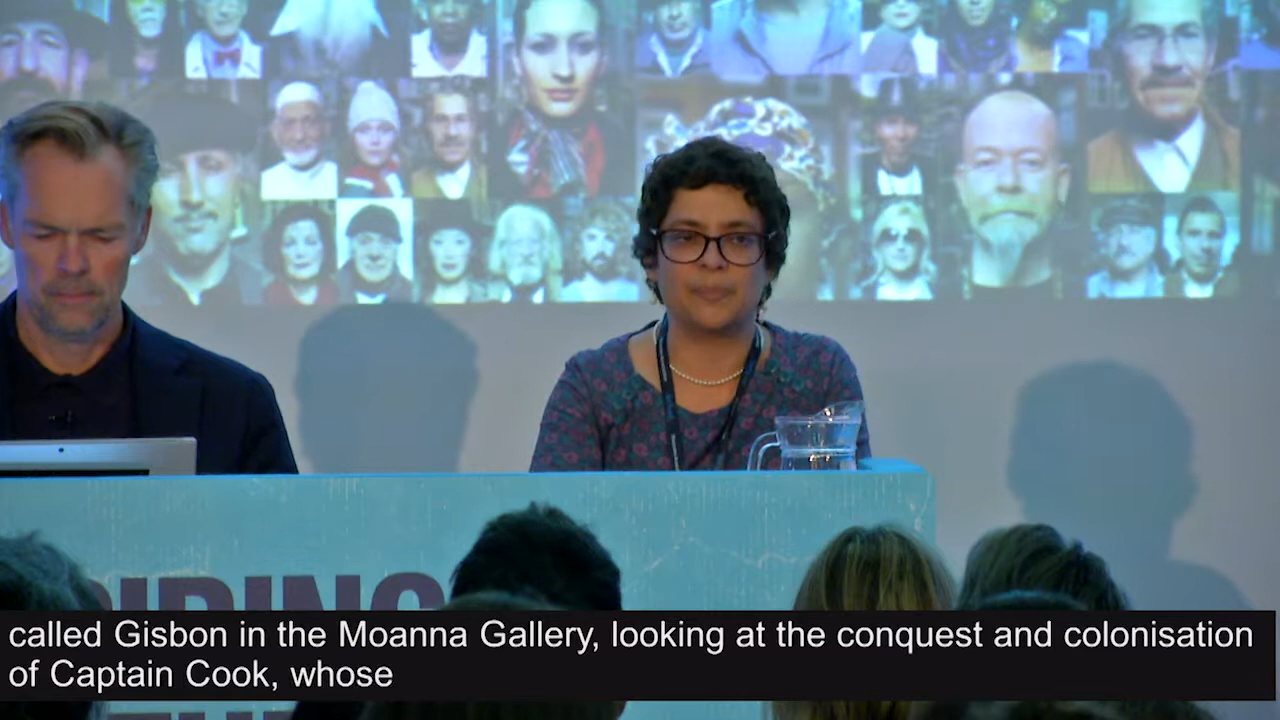 called Gisbon in the Moanna Gallery, looking at the conquest and colonisation
of Captain Cook, whose